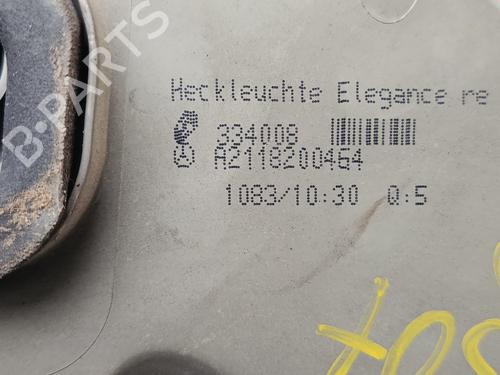 B-PARTS
Heckleuchte Elegance re
334008
A2118200464
1083/10:30 Q:5